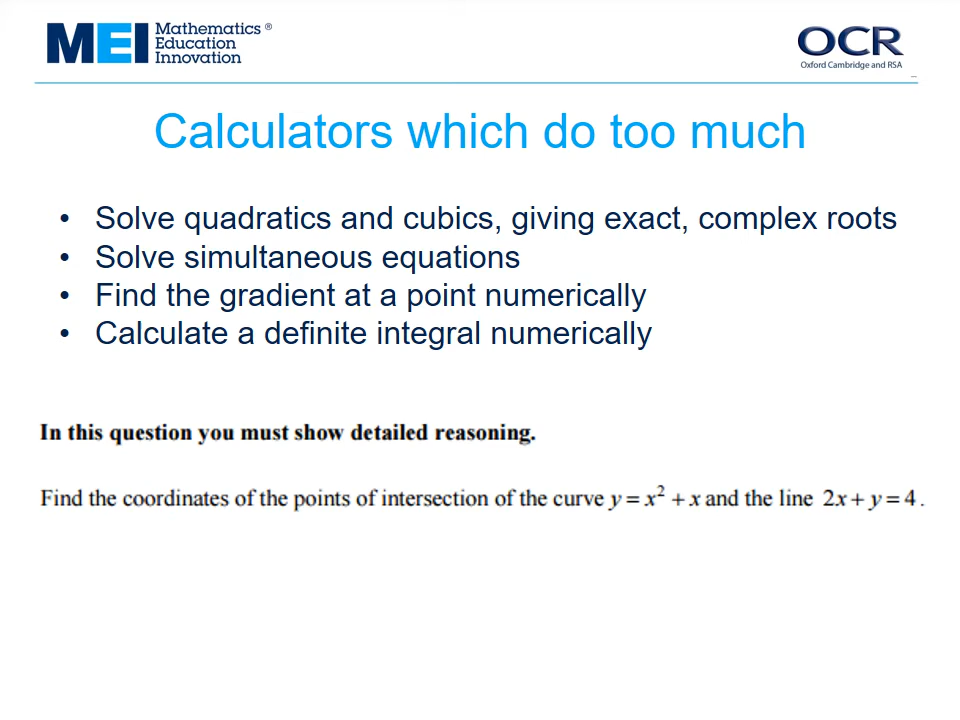 MEI Mathematics ®
Education
Innovation
OCR
Oxford Cambridge and RSA
Calculators which do too much
• Solve quadratics and cubics, giving exact, complex roots
• Solve simultaneous equations
• Find the gradient at a point numerically
• Calculate a definite integral numerically
In this question you must show detailed reasoning.
Find the coordinates of the points of intersection of the curve y = x² + x and the line 2x + y = 4 .